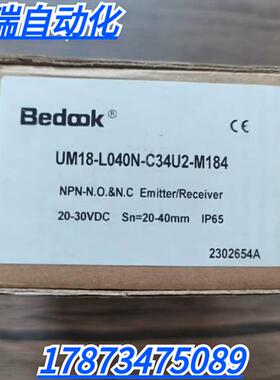 瑞自动化
Bedook®
CE
UM18-L040N-C34U2-M184
NPN-N.O.&N.C Emitter/Receiver
20-30VDC Sn=20-40mm IP65
2302654A
17873475089